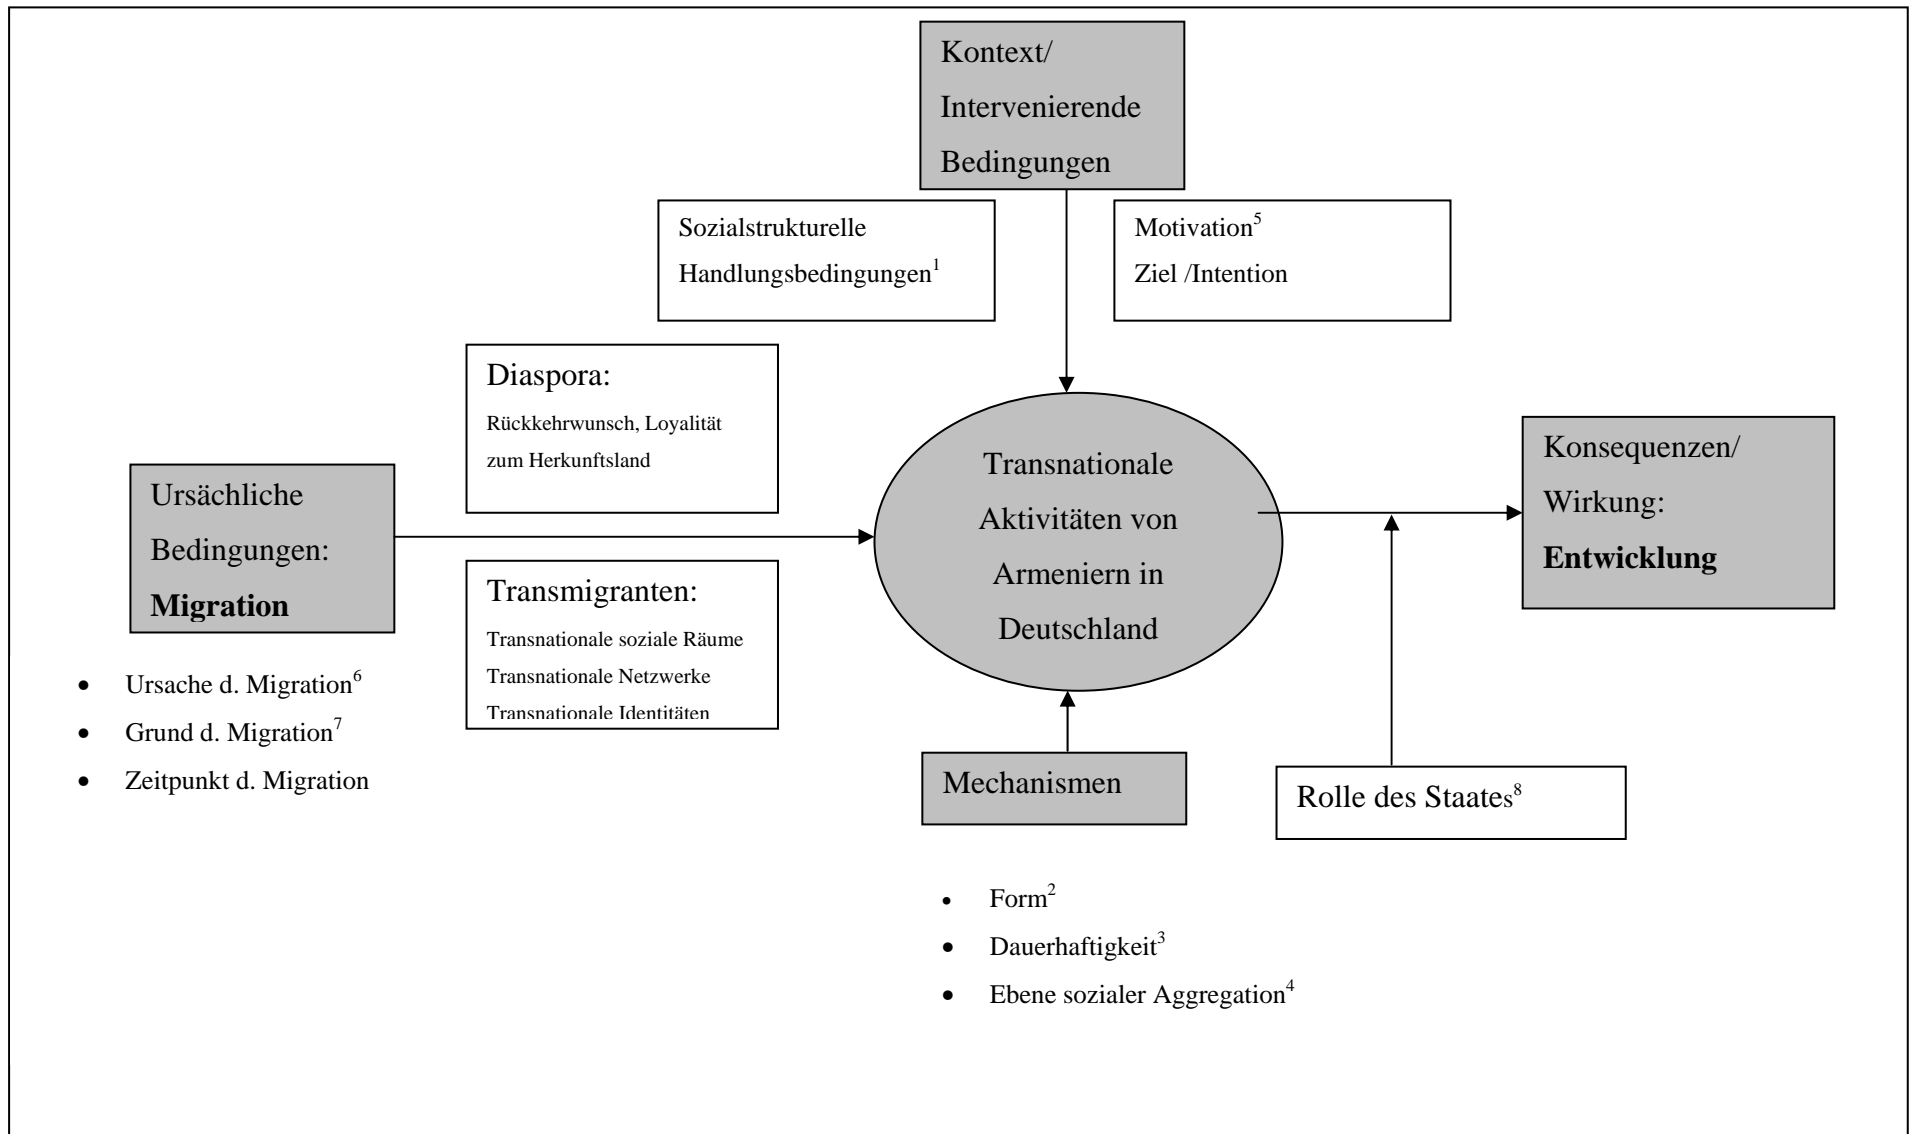 Kontext/
Intervenierende
Bedingungen
Sozialstrukturelle
Handlungsbedingungen¹
Motivation⁵
Ziel /Intention
Diaspora:
Rückkehrwunsch, Loyalität
zum Herkunftsland
Ursächliche
Bedingungen:
Migration
Transmigranten:
Transnationale soziale Räume
Transnationale Netzwerke
Transnationale Identitäten
• Ursache d. Migration⁶
• Grund d. Migration⁷
• Zeitpunkt d. Migration
Transnationale
Aktivitäten von
Armeniern in
Deutschland
Konsequenzen/
Wirkung:
Entwicklung
Mechanismen
Rolle des Staates⁸
• Form²
• Dauerhaftigkeit³
• Ebene sozialer Aggregation⁴